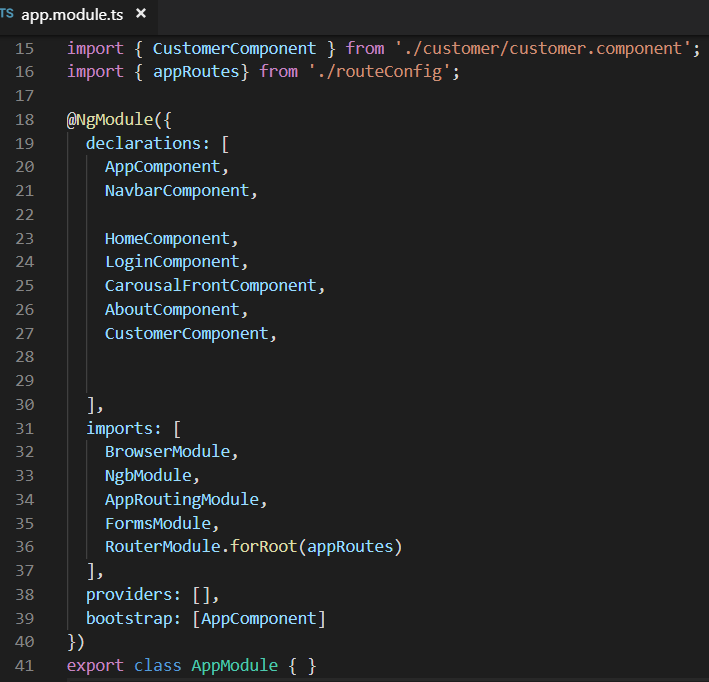 TS app.module.ts ×
15 import { CustomerComponent } from './customer/customer.component';
16 import { appRoutes} from './routeConfig';
17
18 @NgModule({
19   declarations: [
20     AppComponent,
21     NavbarComponent,
22
23     HomeComponent,
24     LoginComponent,
25     CarousalFrontComponent,
26     AboutComponent,
27     CustomerComponent,
28
29
30   ],
31   imports: [
32     BrowserModule,
33     NgbModule,
34     AppRoutingModule,
35     FormsModule,
36     RouterModule.forRoot(appRoutes)
37   ],
38   providers: [],
39   bootstrap: [AppComponent]
40 })
41 export class AppModule { }